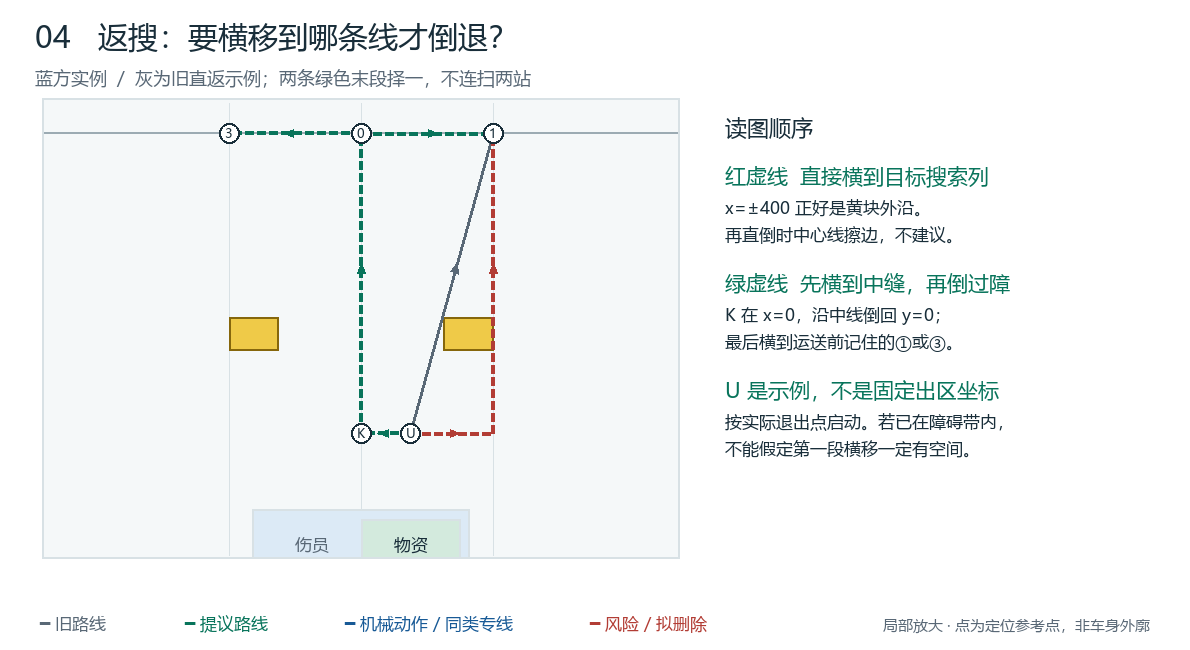 04 返搜：要横移到哪条线才倒退？
蓝方实例 / 灰为旧直返示例；两条绿色末段择一，不连扫两站
3 0 1
K U
伤员 物资
读图顺序
红虚线 直接横到目标搜索列
x=±400 正好是黄块外沿。
再直倒时中心线擦边，不建议。
绿虚线 先横到中缝，再倒过障
K 在 x=0，沿中线倒回 y=0；
最后横到运送前记住的①或③。
U 是示例，不是固定出区坐标
按实际退出点启动。若已在障碍带内，
不能假定第一段横移一定有空间。
旧路线 提议路线 机械动作 / 同类专线 风险 / 拟删除
局部放大 · 点为定位参考点，非车身外廓